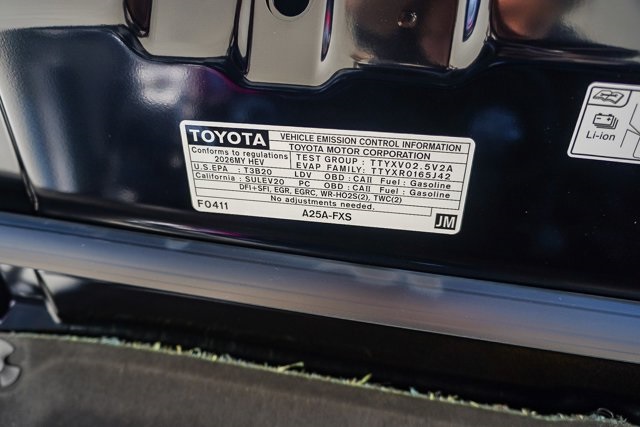 TOYOTA VEHICLE EMISSION CONTROL INFORMATION
Conforms to regulations TOYOTA MOTOR CORPORATION
2026MY HEV TEST GROUP : TTYXV02.5V2A
EVAP FAMILY : TTYXR0165J42
U.S.EPA : T3B20 LDV OBD : CAII Fuel : Gasoline
California : SULEV20 PC OBD : CAII Fuel : Gasoline
DFI+SFI, EGR, EGRC, WR-HO2S(2), TWC(2)
No adjustments needed.
F0411 A25A-FXS JM
Li-ion